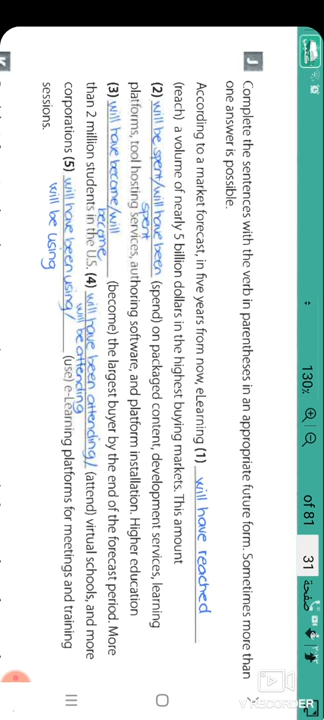 J Complete the sentences with the verb in parentheses in an appropriate future form. Sometimes more than
one answer is possible.
According to a market forecast, in five years from now, eLearning (1) will have reached
(reach) a volume of nearly 5 billion dollars in the highest buying markets. This amount
(2) will be spent/will have been spent (spend) on packaged content, development services, learning
platforms, tool hosting services, authoring software, and platform installation. Higher education
(3) will have become/will become (become) the largest buyer by the end of the forecast period. More
than 2 million students in the U.S. (4) will have been attending/ will be attending (attend) virtual schools, and more
corporations (5) will have been using/ will be using (use) e-Learning platforms for meetings and training
sessions.
K
130%
of 81
31
صفحة
V RECORDER